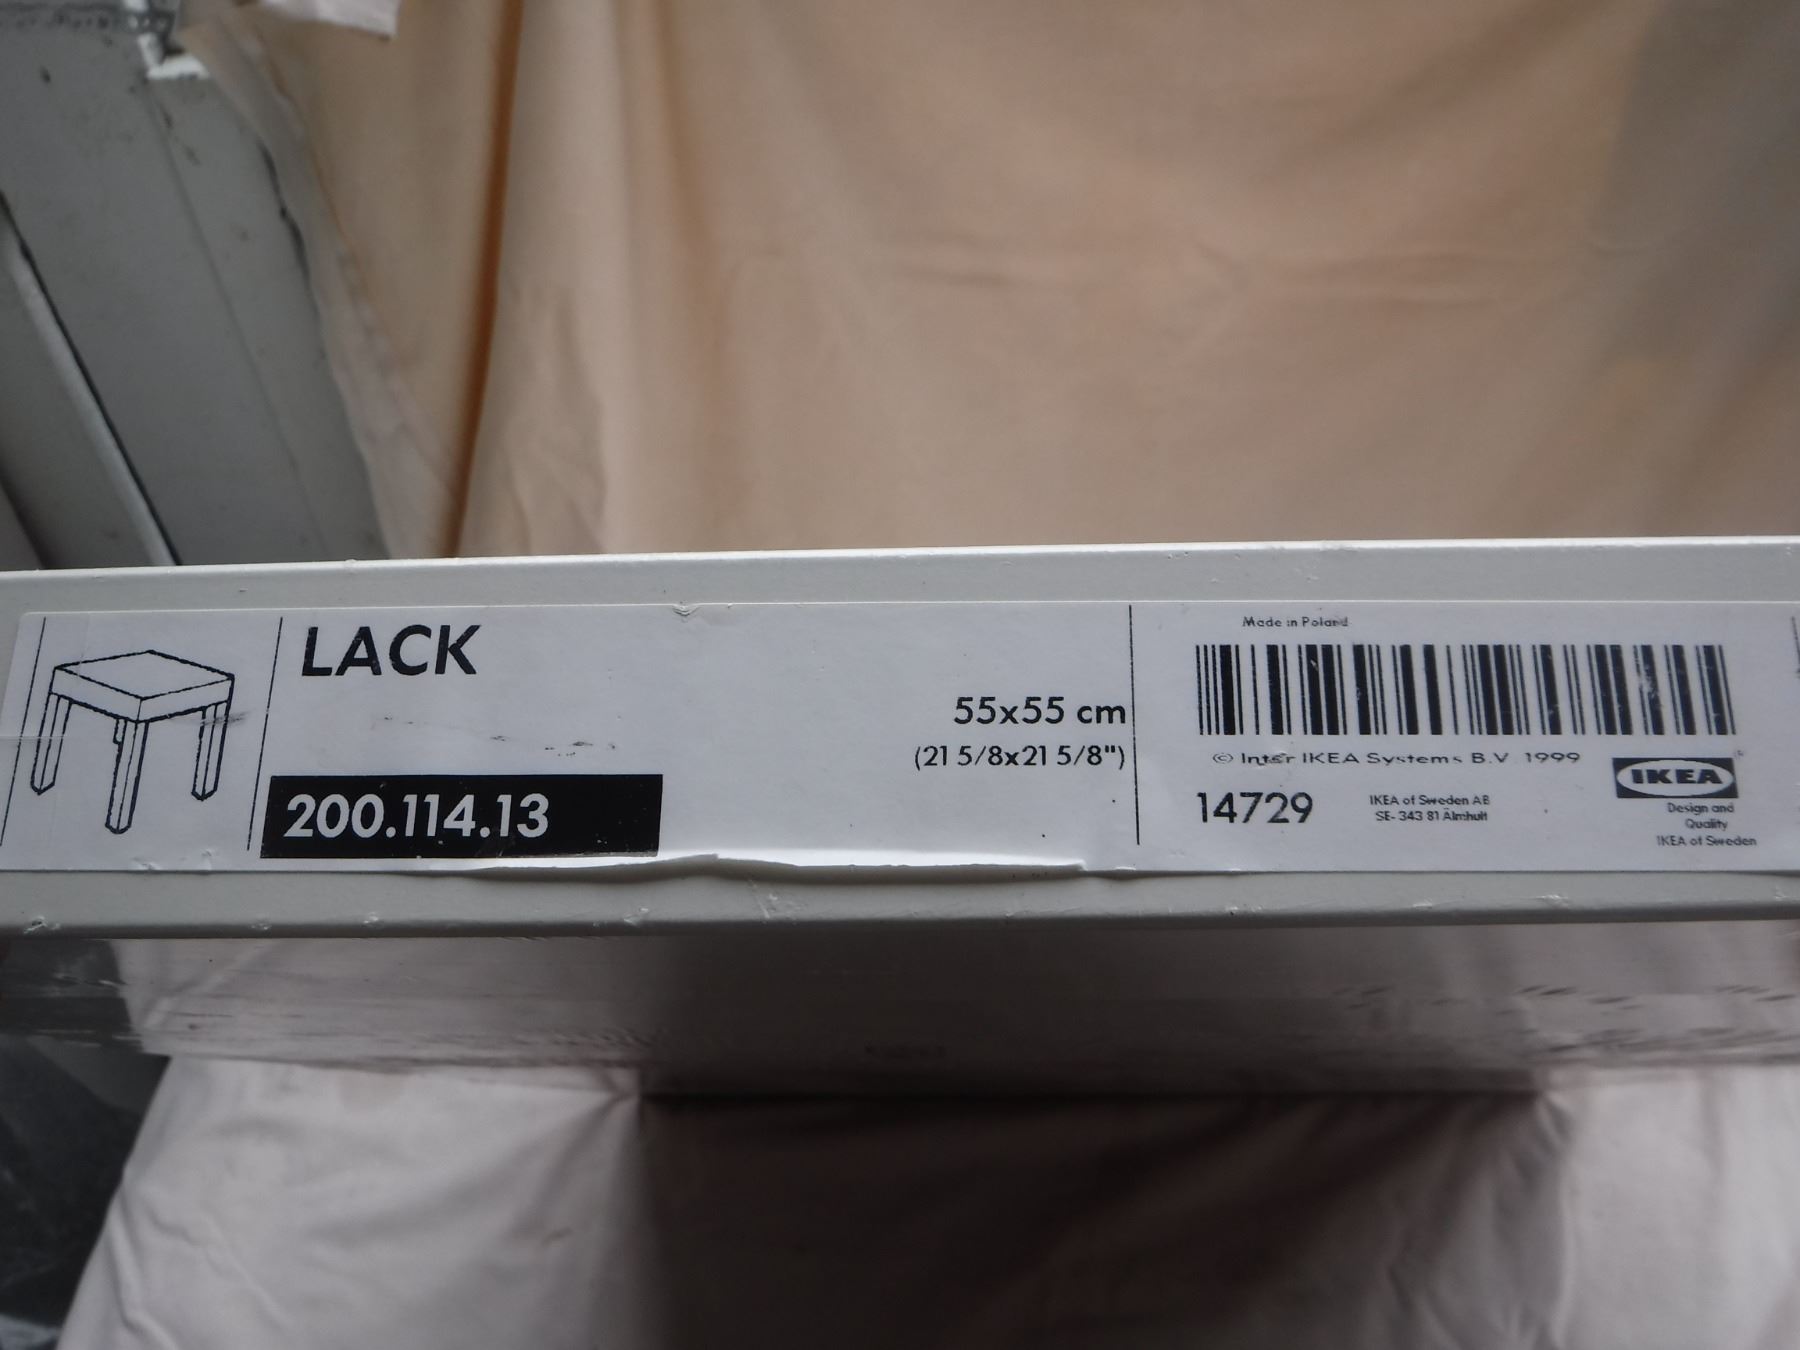 LACK
200.114.13
55x55 cm
(21 5/8x21 5/8")
Made in Poland
© Inter IKEA Systems B.V. 1999
14729
IKEA of Sweden AB
SE- 343 81 Älmhult
IKEA
Design and
Quality
IKEA of Sweden